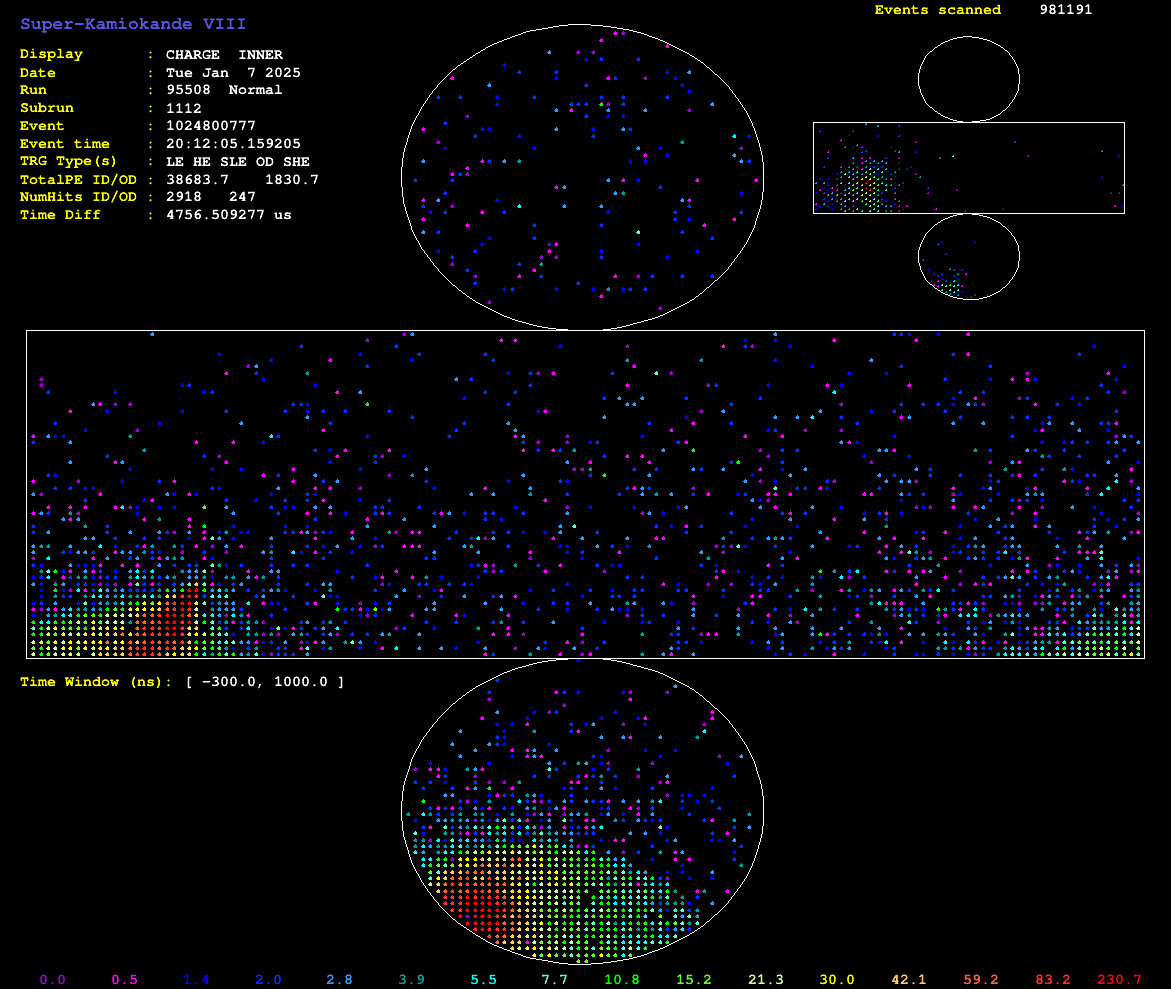 Super-Kamiokande VIII
Events scanned 981191
Display : CHARGE INNER
Date : Tue Jan 7 2025
Run : 95508 Normal
Subrun : 1112
Event : 1024800777
Event time : 20:12:05.159205
TRG Type(s) : LE HE SLE OD SHE
TotalPE ID/OD : 38683.7 1830.7
NumHits ID/OD : 2918 247
Time Diff : 4756.509277 us
Time Window (ns): [ -300.0, 1000.0 ]
0.0 0.5 1.4 2.0 2.8 3.9 5.5 7.7 10.8 15.2 21.3 30.0 42.1 59.2 83.2 230.7